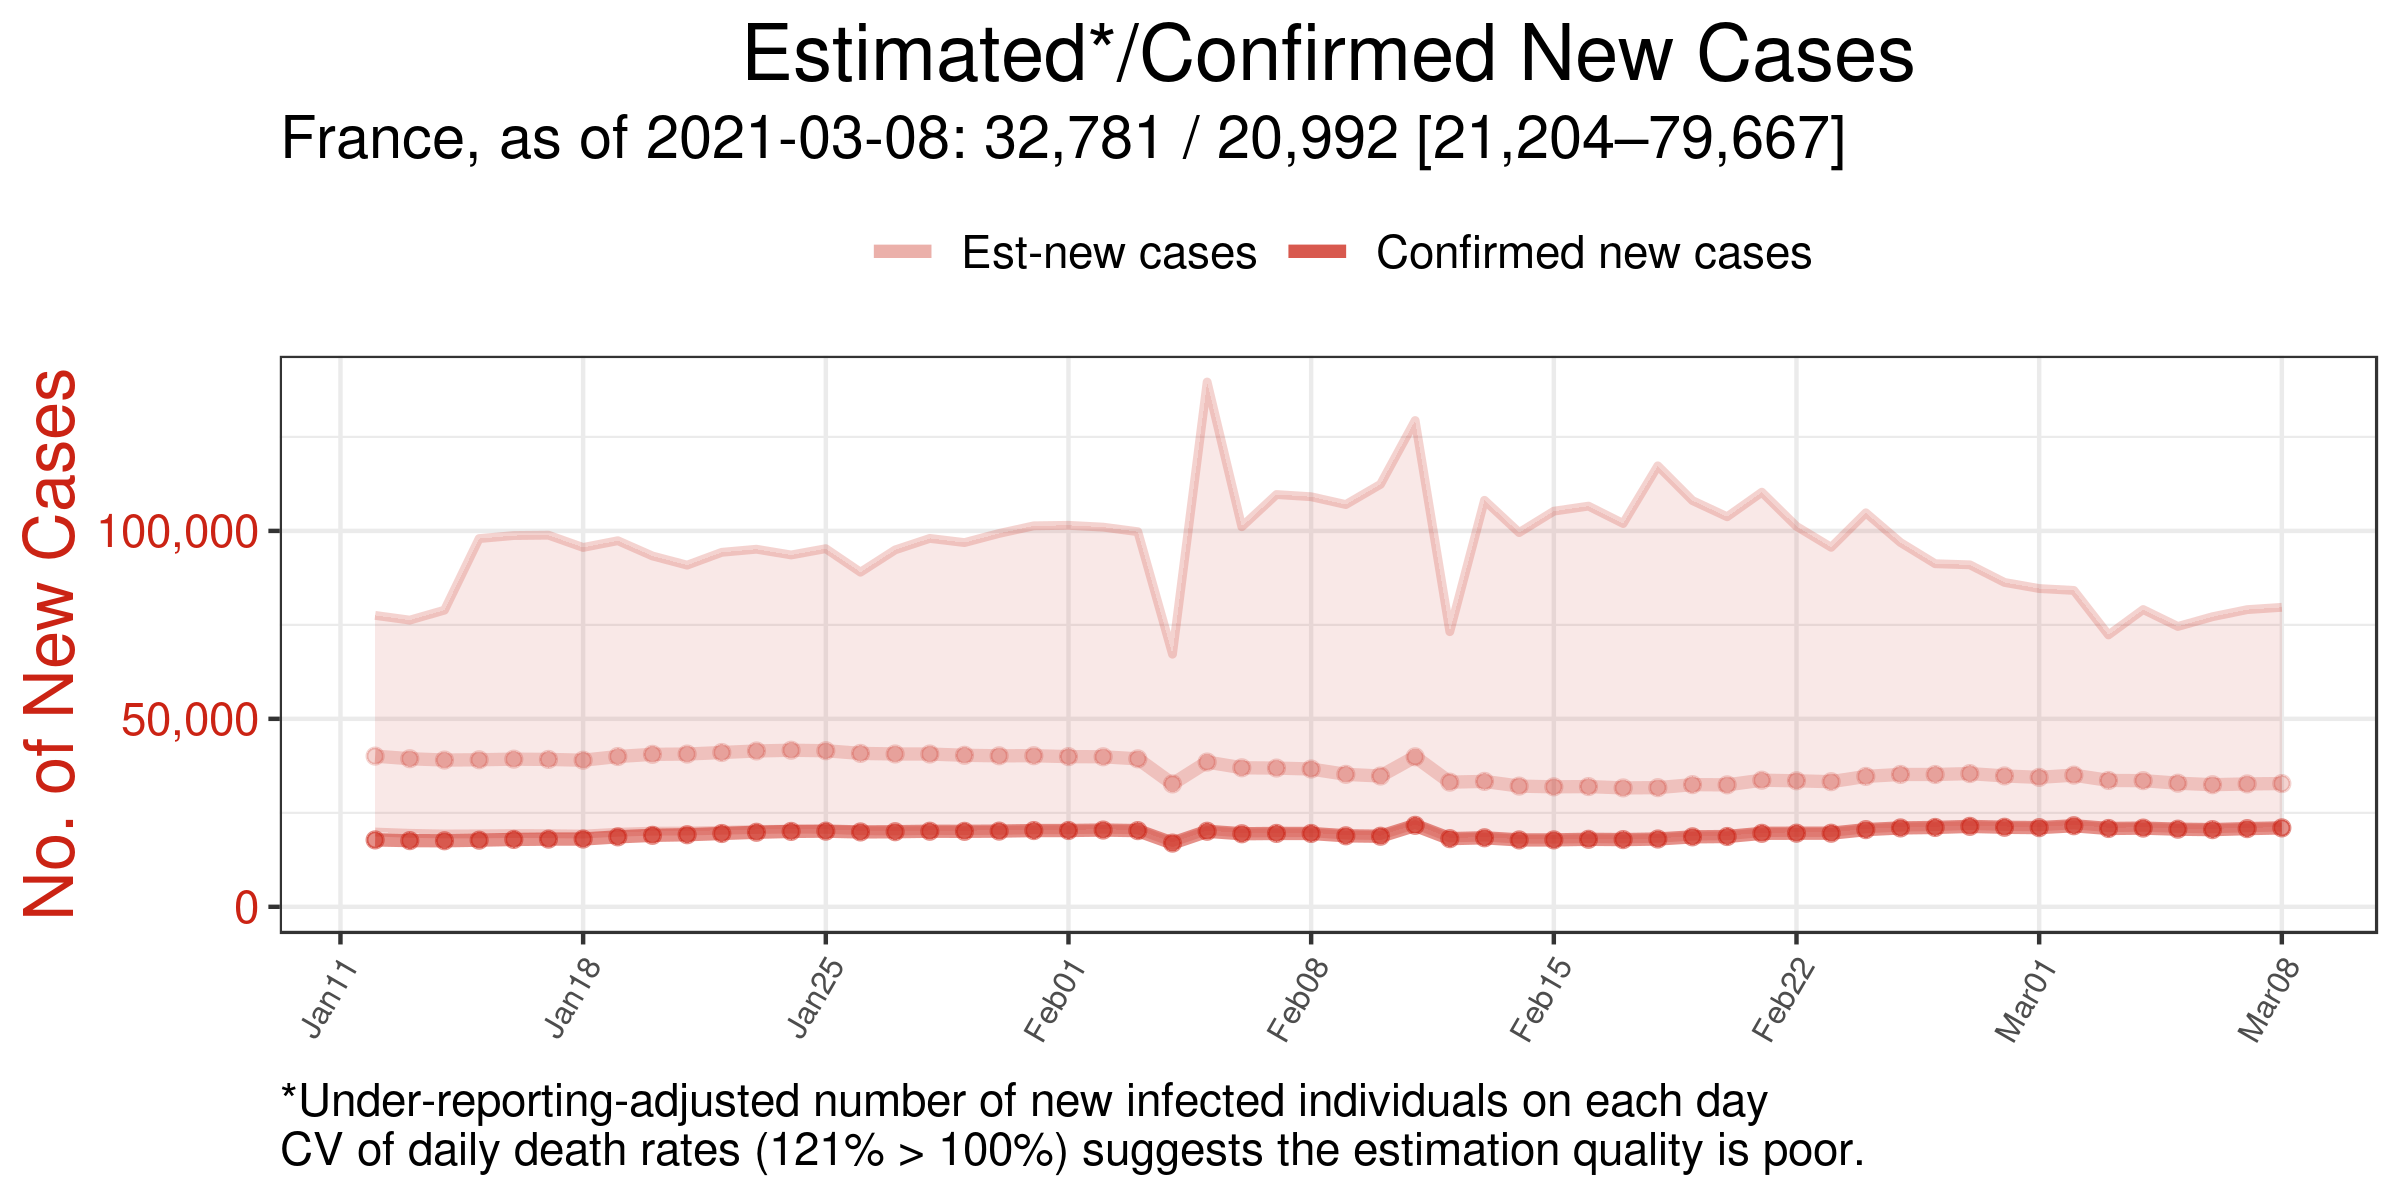 Estimated*/Confirmed New Cases
France, as of 2021-03-08: 32,781 / 20,992 [21,204–79,667]
Est-new cases
Confirmed new cases
No. of New Cases
100,000
50,000
0
Jan11
Jan18
Jan25
Feb01
Feb08
Feb15
Feb22
Mar01
Mar08
*Under-reporting-adjusted number of new infected individuals on each day
CV of daily death rates (121% > 100%) suggests the estimation quality is poor.